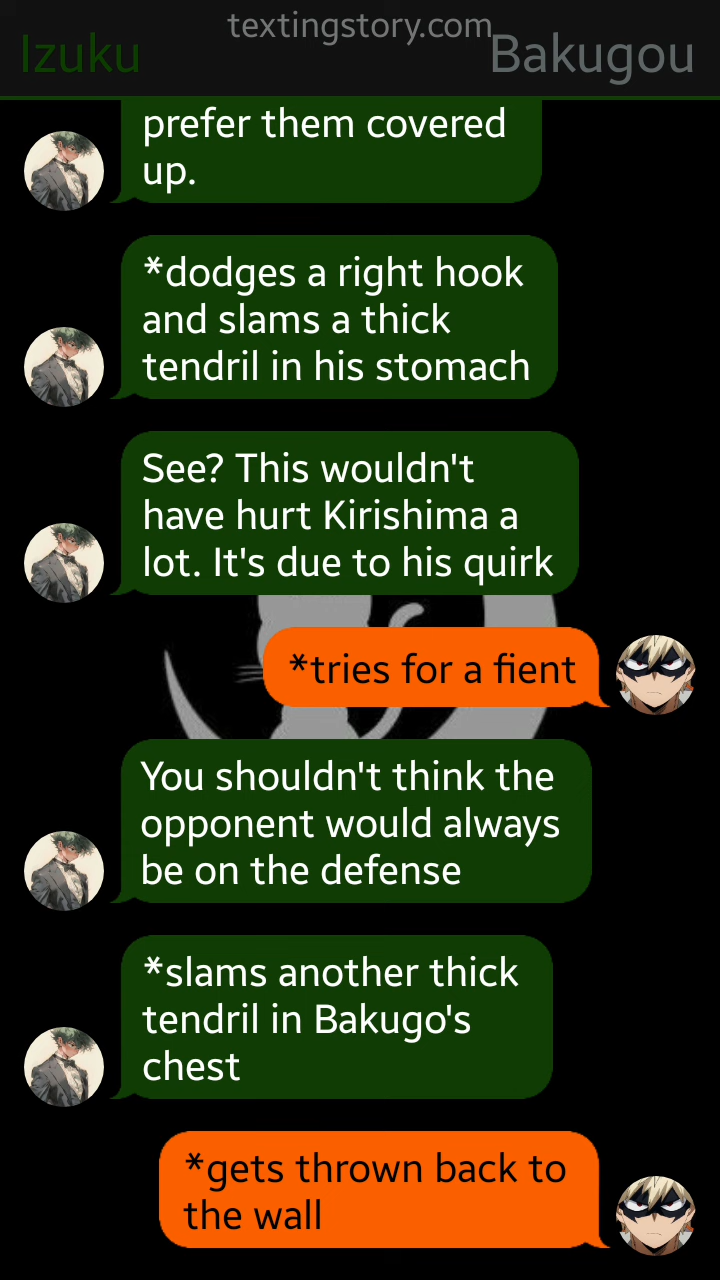 textingstory.com
Izuku
Bakugou
prefer them covered
up.
*dodges a right hook
and slams a thick
tendril in his stomach
See? This wouldn't
have hurt Kirishima a
lot. It's due to his quirk
*tries for a fient
You shouldn't think the
opponent would always
be on the defense
*slams another thick
tendril in Bakugo's
chest
*gets thrown back to
the wall